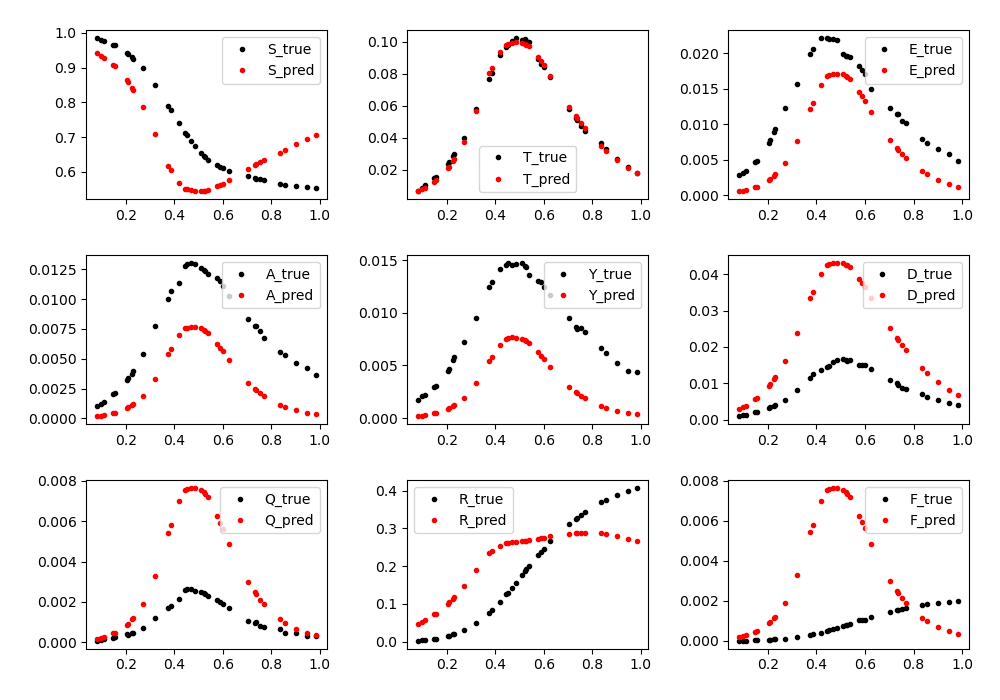 1.0
0.9
0.8
0.7
0.6
S_true
S_pred
0.2 0.4 0.6 0.8 1.0
0.10
0.08
0.06
0.04
0.02
T_true
T_pred
0.2 0.4 0.6 0.8 1.0
0.020
0.015
0.010
0.005
0.000
E_true
E_pred
0.2 0.4 0.6 0.8 1.0
0.0125
0.0100
0.0075
0.0050
0.0025
0.0000
A_true
A_pred
0.2 0.4 0.6 0.8 1.0
0.015
0.010
0.005
0.000
Y_true
Y_pred
0.2 0.4 0.6 0.8 1.0
0.04
0.03
0.02
0.01
0.00
D_true
D_pred
0.2 0.4 0.6 0.8 1.0
0.008
0.006
0.004
0.002
0.000
Q_true
Q_pred
0.2 0.4 0.6 0.8 1.0
0.4
0.3
0.2
0.1
0.0
R_true
R_pred
0.2 0.4 0.6 0.8 1.0
0.008
0.006
0.004
0.002
0.000
F_true
F_pred
0.2 0.4 0.6 0.8 1.0